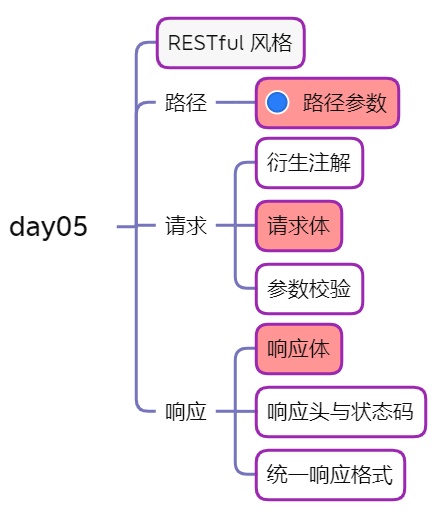 RESTful 风格
路径
路径参数
衍生注解
day05
请求
请求体
参数校验
响应体
响应
响应头与状态码
统一响应格式